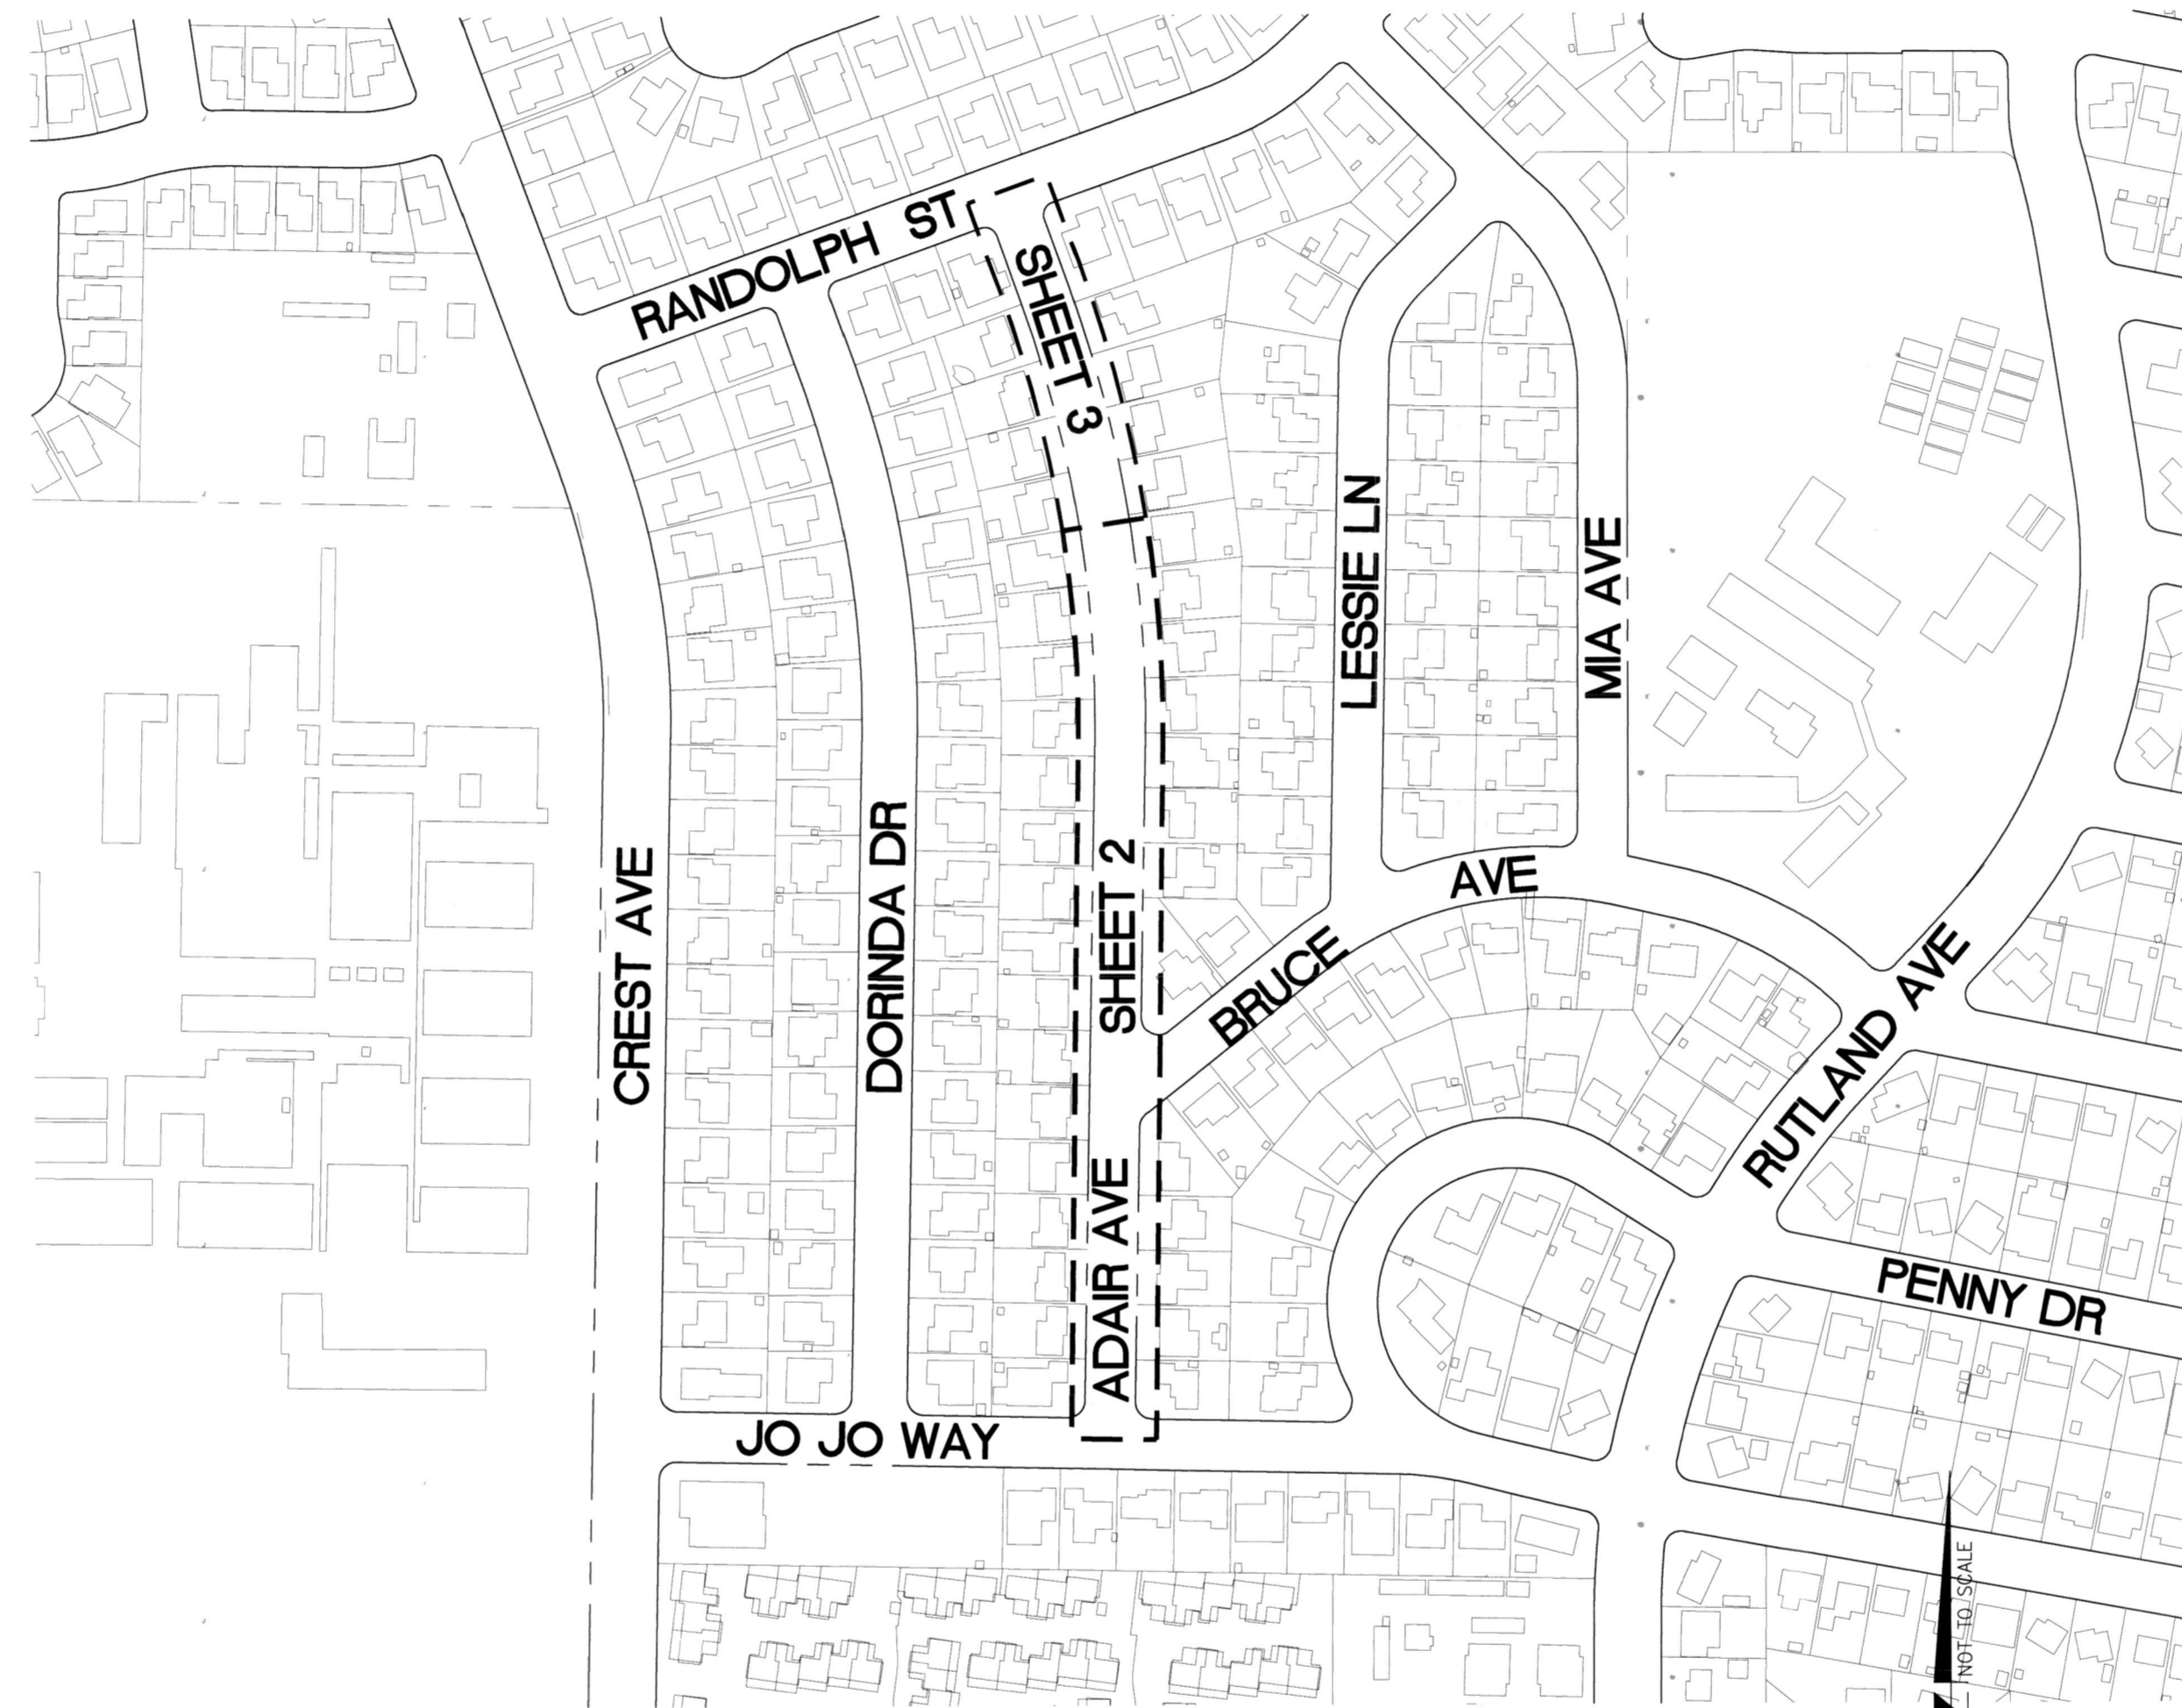 RANDOLPH ST
SHEET 3
LESSIE LN
MIA AVE
CREST AVE
DORINDA DR
SHEET 2
ADAIR AVE
BRUCE AVE
RUTLAND AVE
PENNY DR
JO JO WAY
NOT TO SCALE